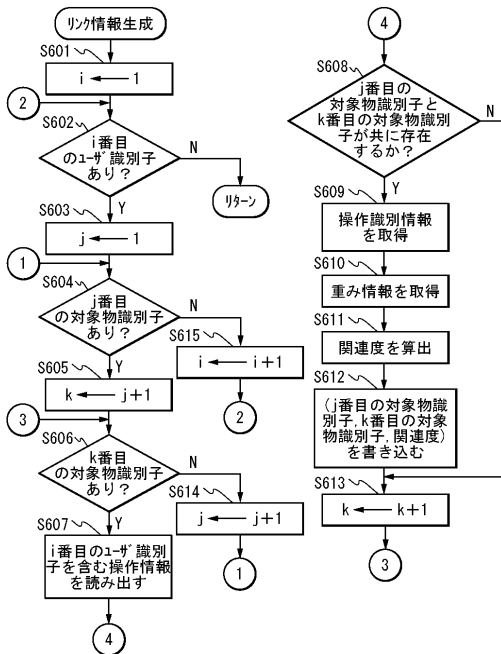 リンク情報生成
S601
i ← 1
2
S602
i番目
のユーザ識別子
あり?
N
Y
リターン
S603
j ← 1
1
S604
j番目
の対象物識別子
あり?
N
Y
S615
i ← i+1
2
S605
k ← j+1
3
S606
k番目
の対象物識別子
あり?
N
Y
S614
j ← j+1
1
S607
i番目のユーザ識別
子を含む操作情報
を読み出す
4
4
S608
j番目の
対象物識別子と
k番目の対象物識別
子が共に存在
するか?
N
Y
S609
操作識別情報
を取得
S610
重み情報を取得
S611
関連度を算出
S612
(j番目の対象物識
別子,k番目の対象
物識別子,関連度)
を書き込む
S613
k ← k+1
3